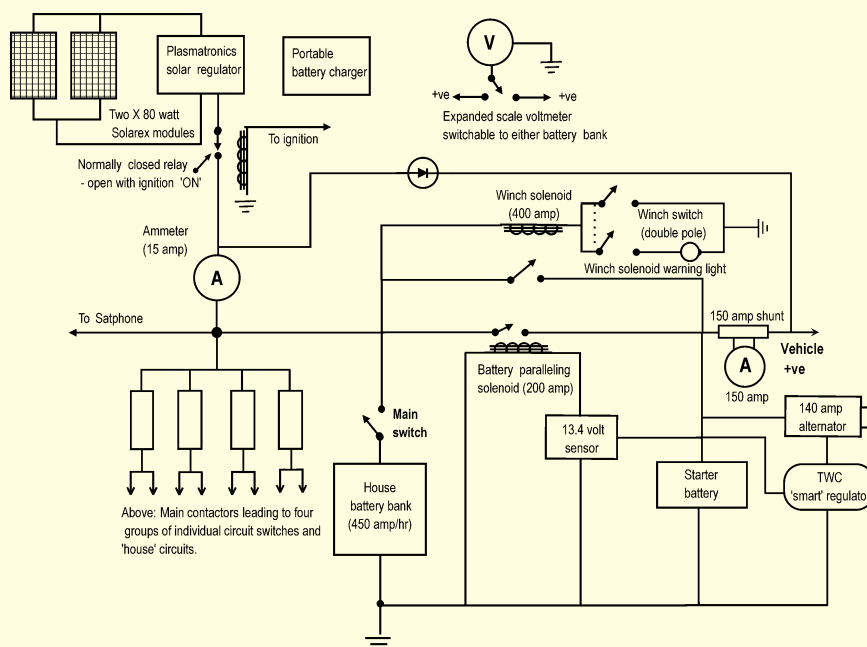 Plasmatronics
solar regulator
Portable
battery charger
V
+ve
+ve
Expanded scale voltmeter
switchable to either battery bank
Two X 80 watt
Solarex modules
To ignition
Normally closed relay
- open with ignition 'ON'
Winch solenoid
(400 amp)
Winch switch
(double pole)
Winch solenoid warning light
Ammeter
(15 amp)
A
To Satphone
150 amp shunt
Vehicle
+ve
A
150 amp
Battery paralleling
solenoid (200 amp)
Main
switch
13.4 volt
sensor
140 amp
alternator
Starter
battery
TWC
'smart' regulato
House
battery bank
(450 amp/hr)
Above: Main contactors leading to four
groups of individual circuit switches and
'house' circuits.